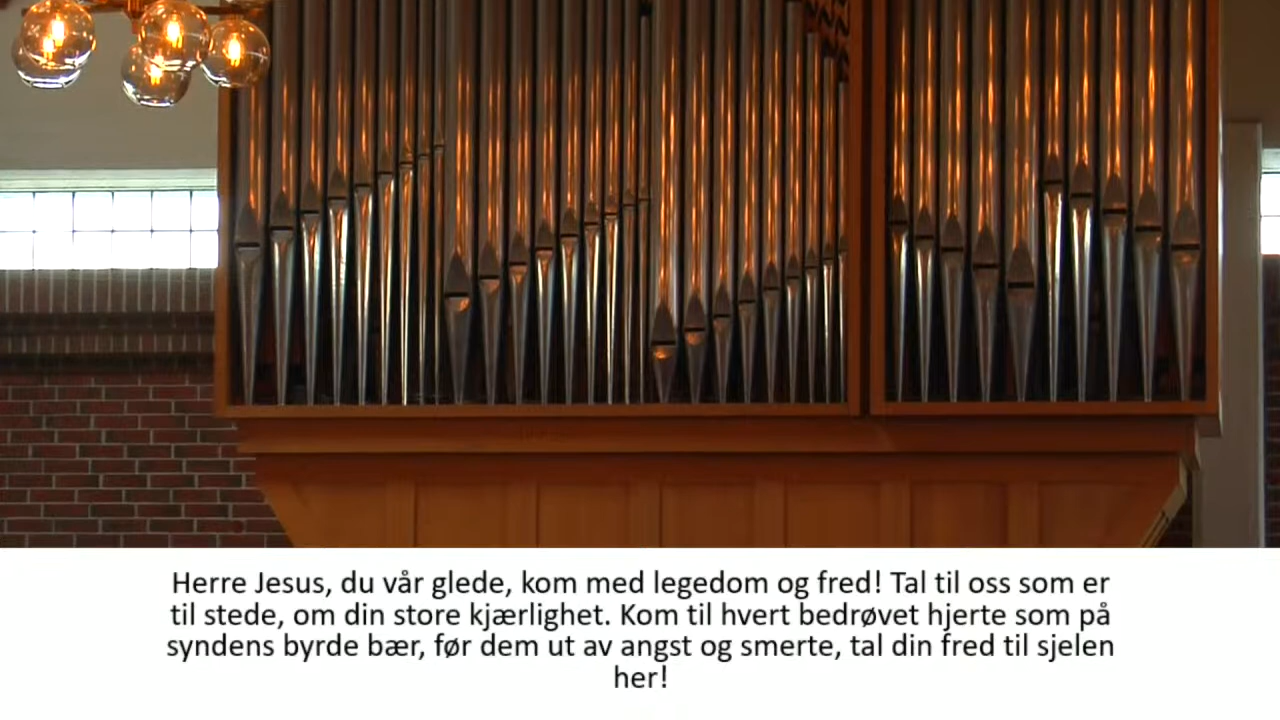 Herre Jesus, du vår glede, kom med legedom og fred! Tal til oss som er
til stede, om din store kjærlighet. Kom til hvert bedrøvet hjerte som på
syndens byrde bær, før dem ut av angst og smerte, tal din fred til sjelen
her!